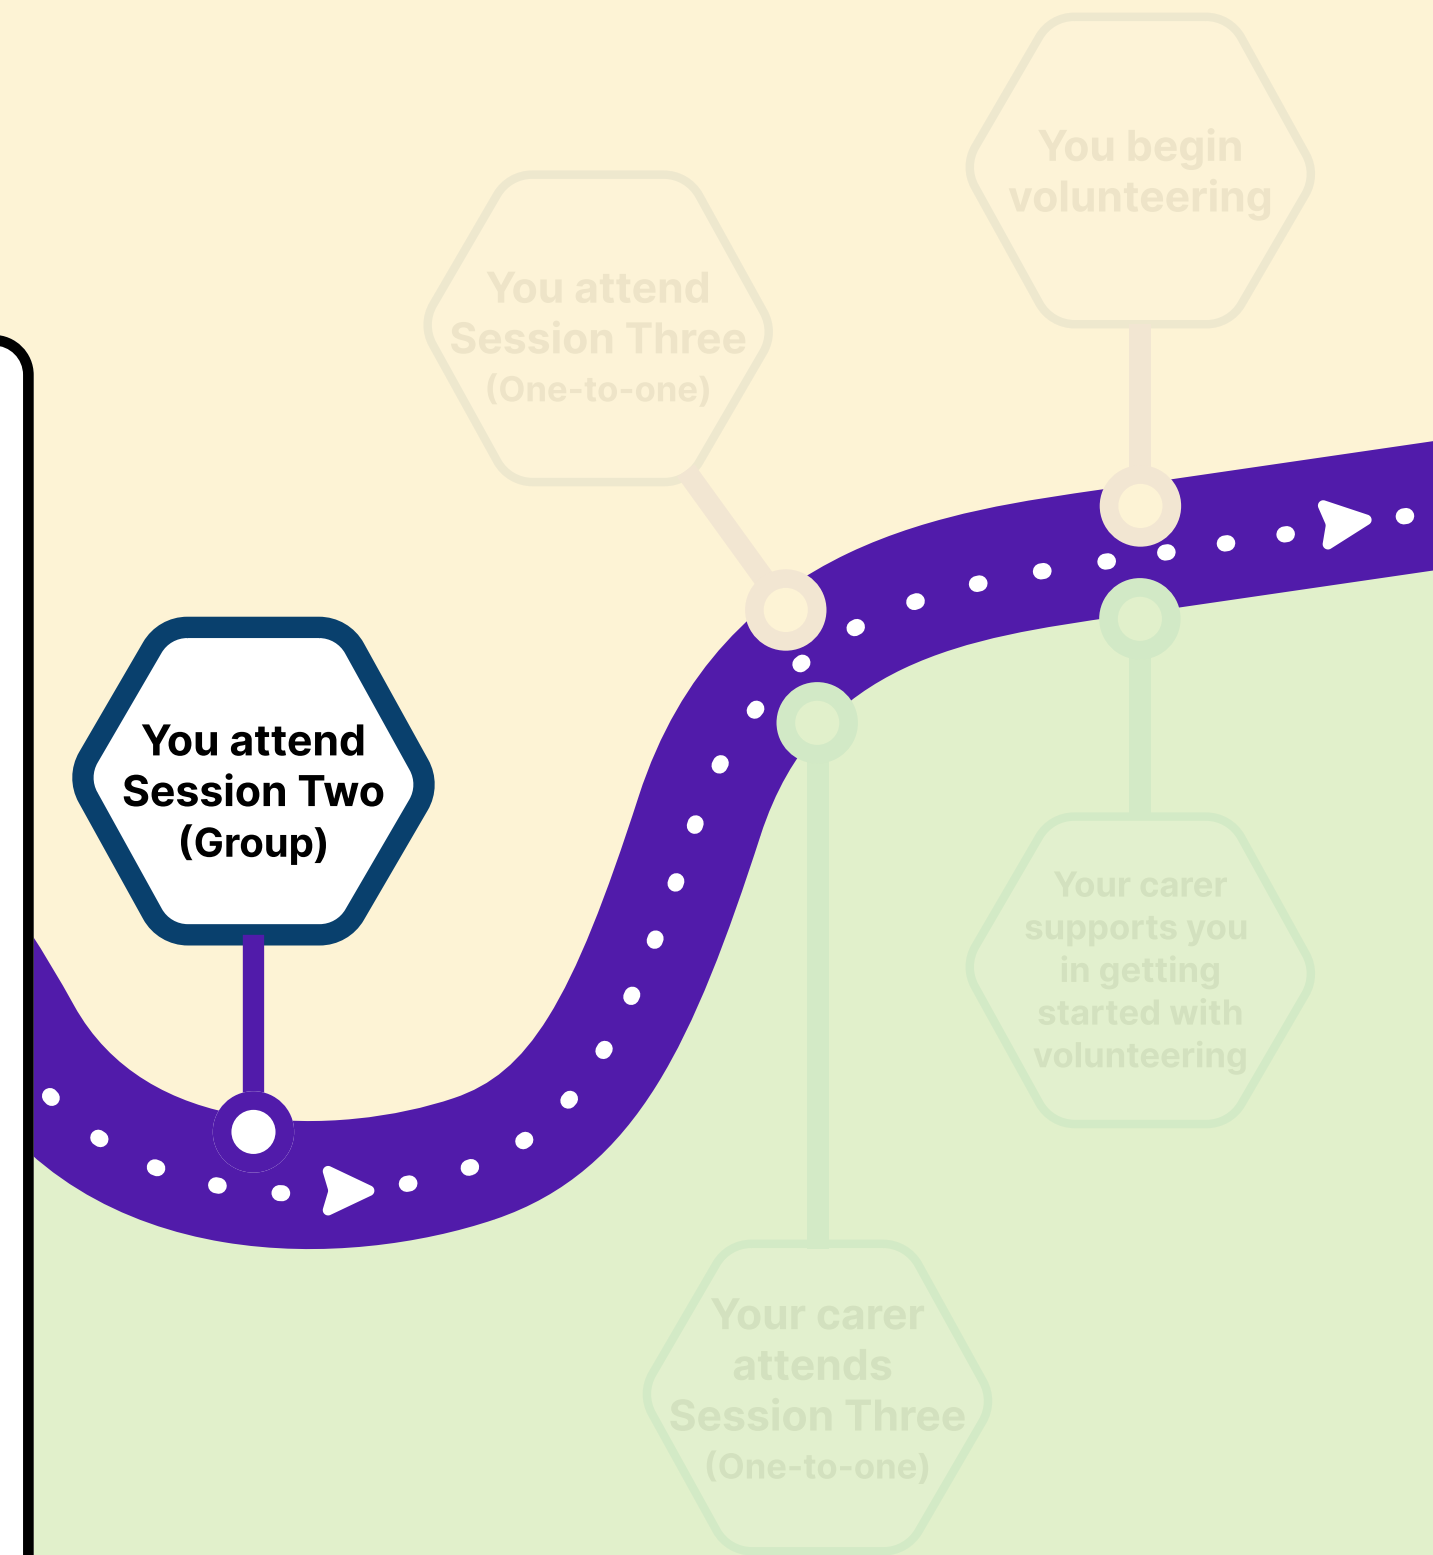 You begin
volunteering
You attend
Session Three
(One-to-one)
You attend
Session Two
(Group)
Your carer
supports you
in getting
started with
volunteering
Your carer
attends
Session Three
(One-to-one)